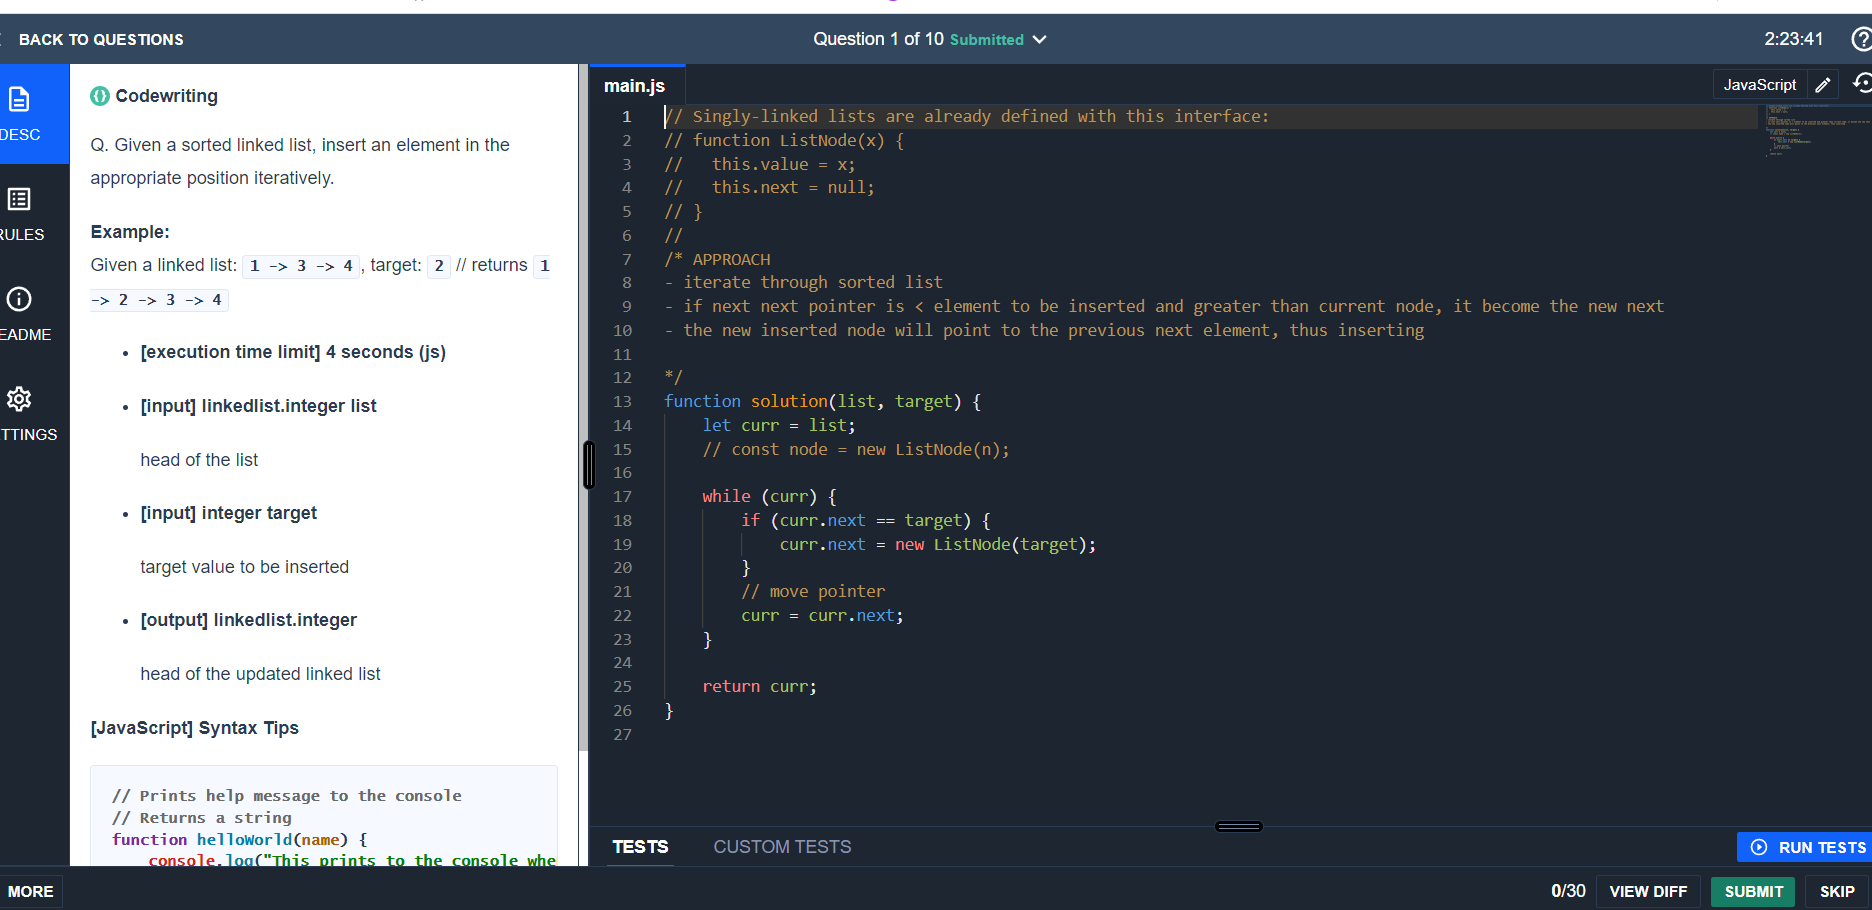 BACK TO QUESTIONS
Question 1 of 10 Submitted
2:23:41
DESC
RULES
EADME
TTINGS
Codewriting
Q. Given a sorted linked list, insert an element in the
appropriate position iteratively.
Example:
Given a linked list: 1 -> 3 -> 4 , target: 2 // returns 1
-> 2 -> 3 -> 4
• [execution time limit] 4 seconds (js)
• [input] linkedlist.integer list
head of the list
• [input] integer target
target value to be inserted
• [output] linkedlist.integer
head of the updated linked list
[JavaScript] Syntax Tips
// Prints help message to the console
// Returns a string
function helloWorld(name) {
console.log("This prints to the console whe
main.js
JavaScript
1 // Singly-linked lists are already defined with this interface:
2 // function ListNode(x) {
3 //   this.value = x;
4 //   this.next = null;
5 // }
6 //
7 /* APPROACH
8 - iterate through sorted list
9 - if next next pointer is < element to be inserted and greater than current node, it become the new next
10 - the new inserted node will point to the previous next element, thus inserting
11
12 */
13 function solution(list, target) {
14     let curr = list;
15     // const node = new ListNode(n);
16
17     while (curr) {
18         if (curr.next == target) {
19             curr.next = new ListNode(target);
20         }
21         // move pointer
22         curr = curr.next;
23     }
24
25     return curr;
26 }
27
TESTS
CUSTOM TESTS
RUN TESTS
MORE
0/30
VIEW DIFF
SUBMIT
SKIP